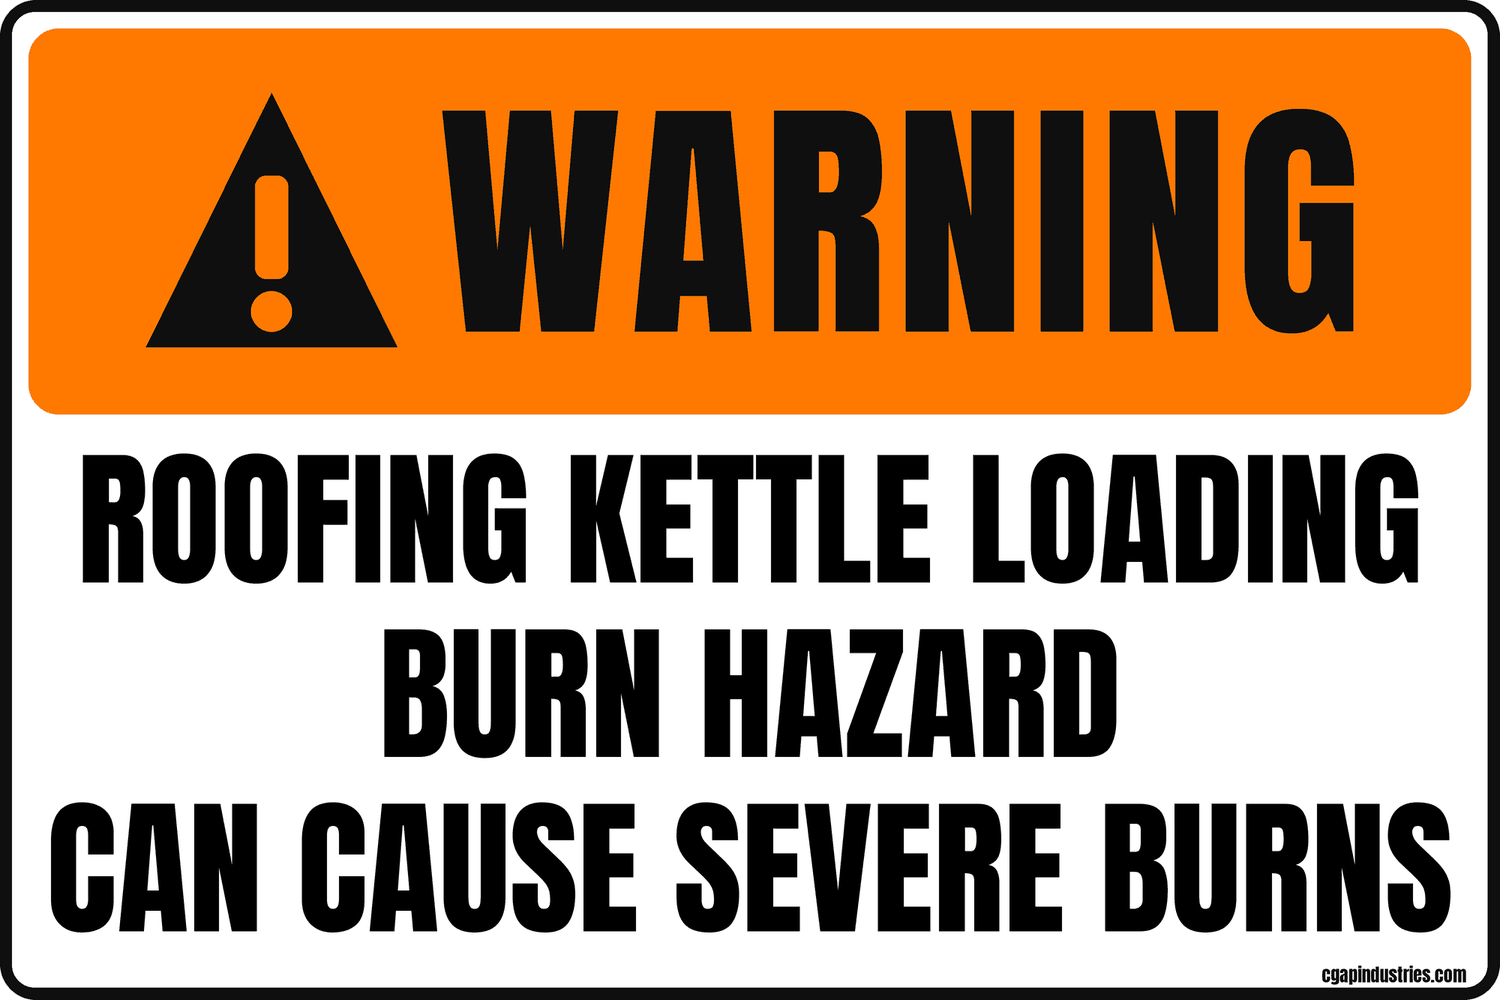 WARNING
ROOFING KETTLE LOADING
BURN HAZARD
CAN CAUSE SEVERE BURNS
cgapindustries.com